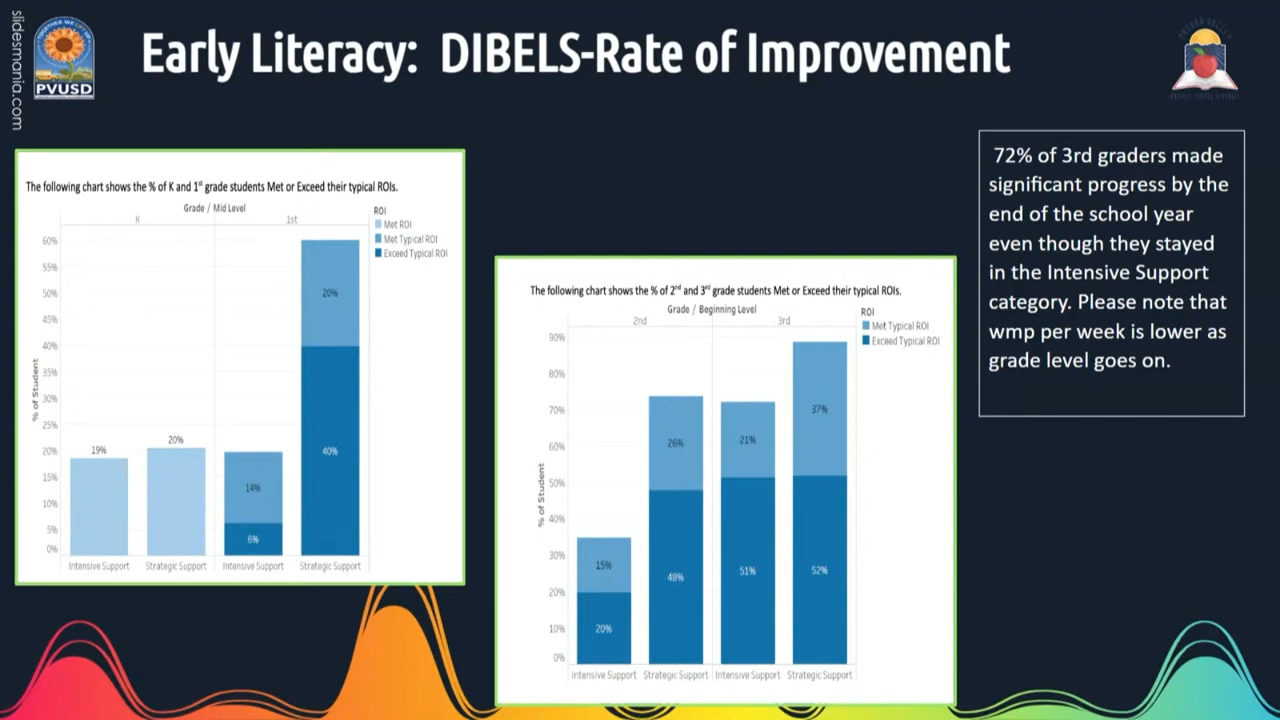 slidesmania.com
TOGETHER WE LIFT UP
PVUSD
Early Literacy: DIBELS-Rate of Improvement
The following chart shows the % of K and 1st grade students Met or Exceed their typical ROIs.
Grade / Mid Level
K
1st
ROI
Met ROI
Met Typical ROI
Exceed Typical ROI
% of Student
60%
55%
50%
45%
40%
35%
30%
25%
20%
15%
10%
5%
0%
19%
20%
14%
6%
20%
40%
Intensive Support
Strategic Support
Intensive Support
Strategic Support
The following chart shows the % of 2nd and 3rd grade students Met or Exceed their typical ROIs.
Grade / Beginning Level
2nd
3rd
ROI
Met Typical ROI
Exceed Typical ROI
% of Student
90%
80%
70%
60%
50%
40%
30%
20%
10%
0%
15%
20%
26%
48%
21%
51%
37%
52%
Intensive Support
Strategic Support
Intensive Support
Strategic Support
72% of 3rd graders made
significant progress by the
end of the school year
even though they stayed
in the Intensive Support
category. Please note that
wmp per week is lower as
grade level goes on.